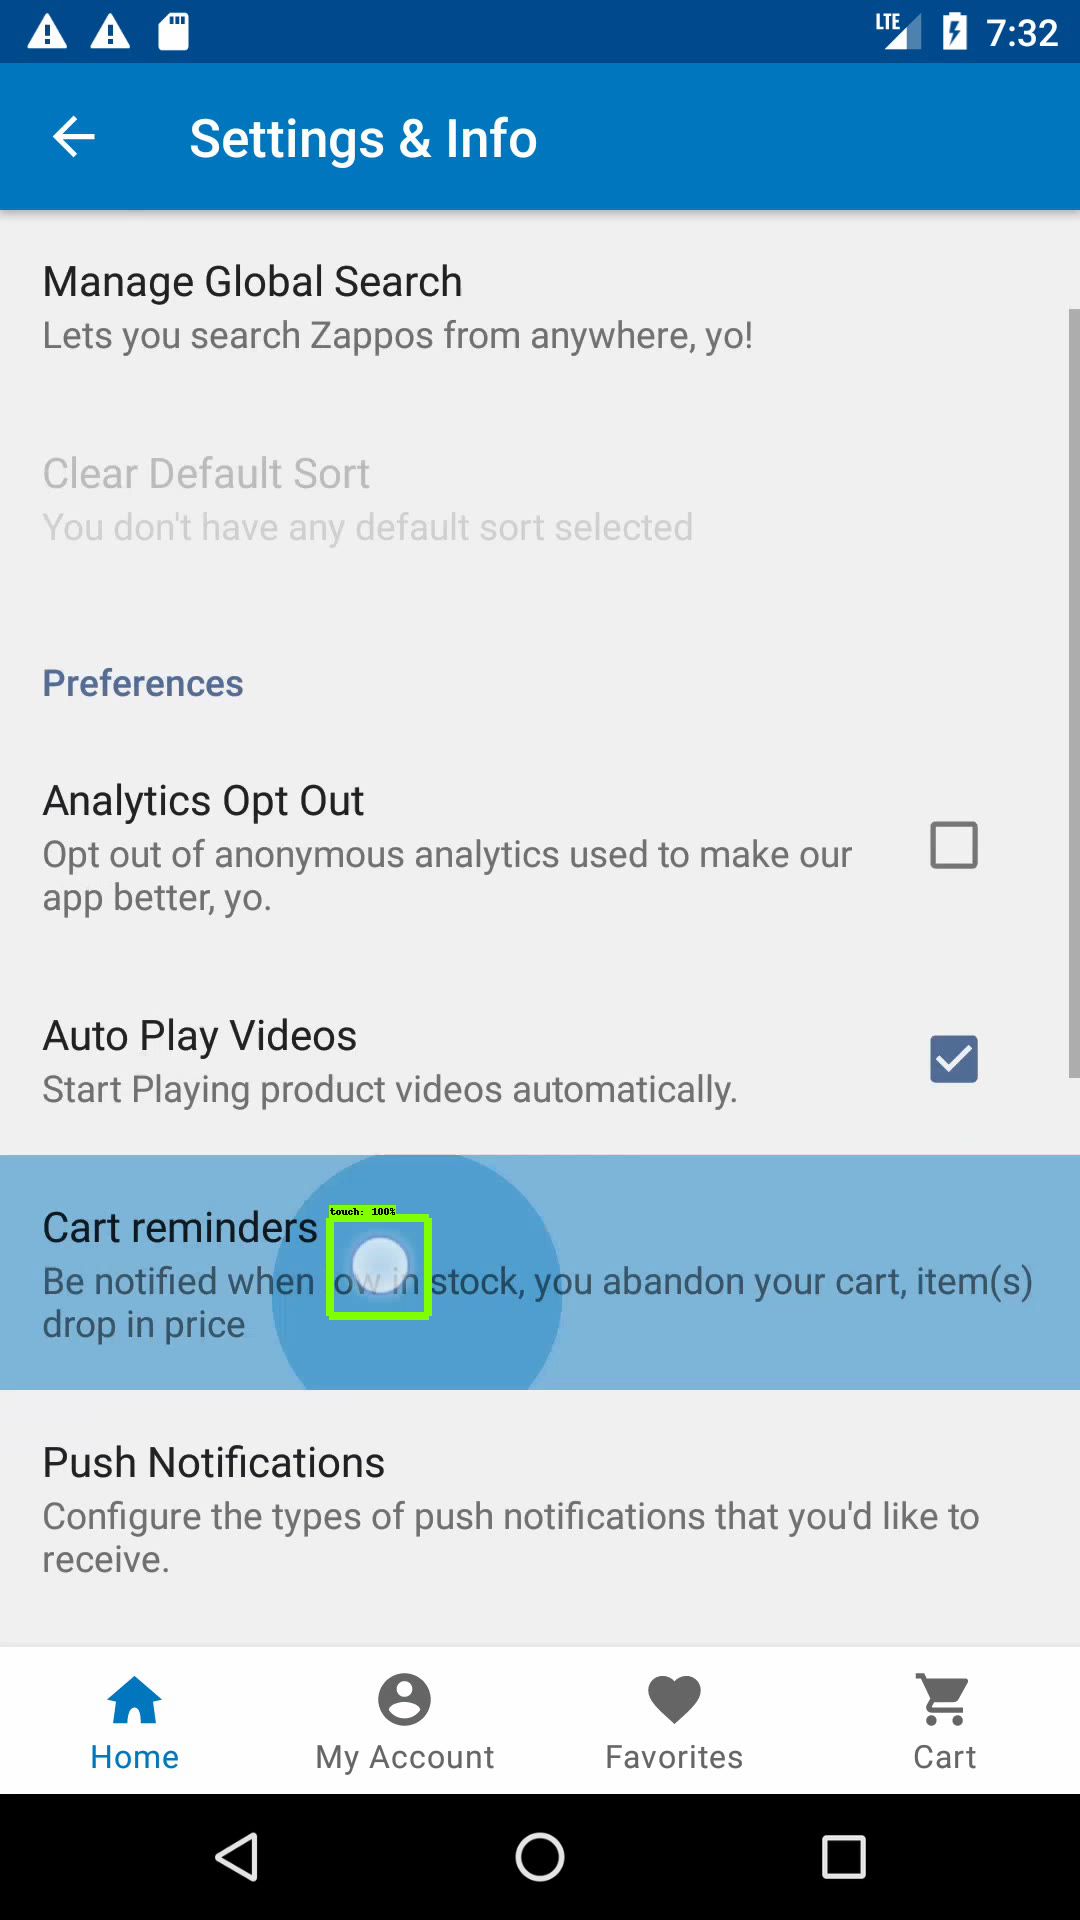 LTE 7:32
Settings & Info
Manage Global Search
Lets you search Zappos from anywhere, yo!
Clear Default Sort
You don't have any default sort selected
Preferences
Analytics Opt Out
Opt out of anonymous analytics used to make our
app better, yo.
Auto Play Videos
Start Playing product videos automatically.
touch: 100%
Cart reminders
Be notified when low in stock, you abandon your cart, item(s)
drop in price
Push Notifications
Configure the types of push notifications that you'd like to
receive.
Home
My Account
Favorites
Cart